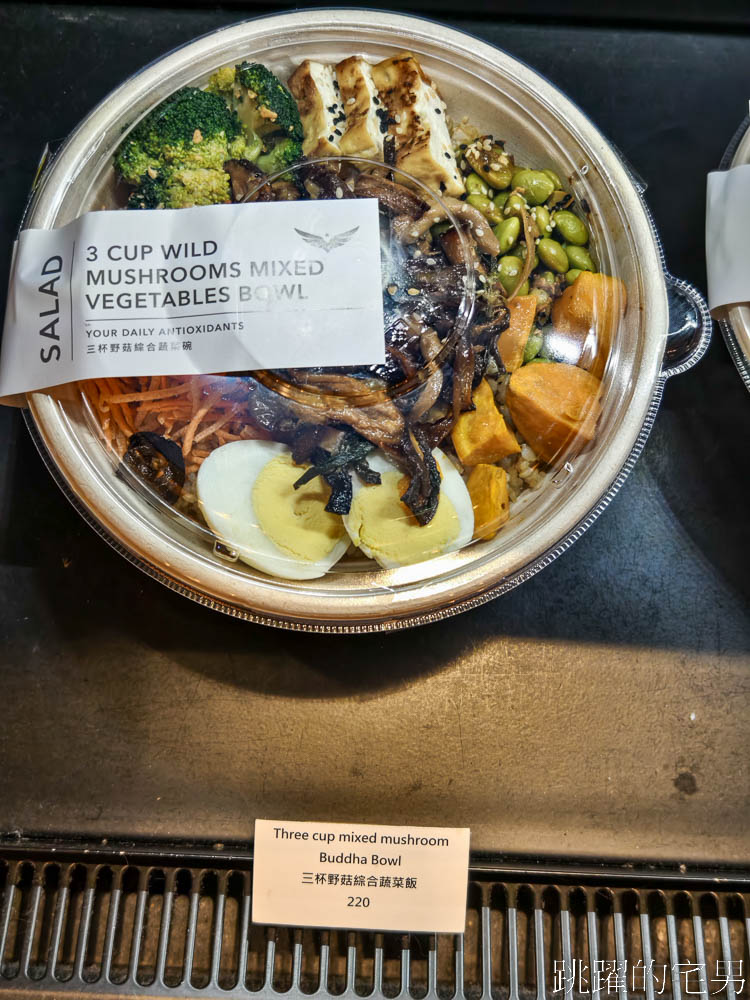 SALAD
3 CUP WILD
MUSHROOMS MIXED
VEGETABLES BOWL
YOUR DAILY ANTIOXIDANTS
三杯野菇綜合蔬菜碗
Three cup mixed mushroom
Buddha Bowl
三杯野菇綜合蔬菜飯
220
跳躍的宅男